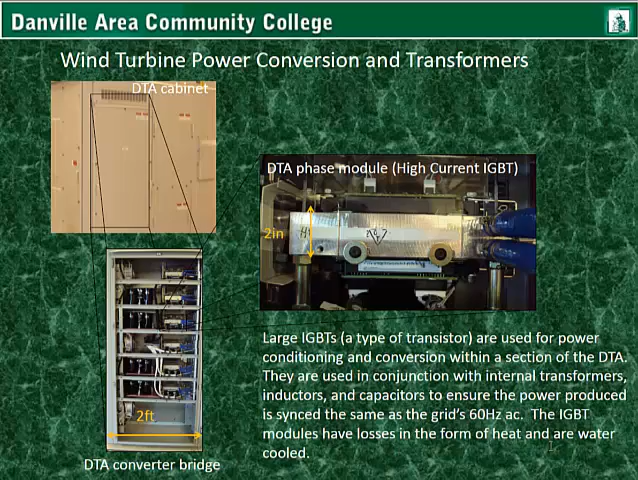 Danville Area Community College
Wind Turbine Power Conversion and Transformers
DTA cabinet
DTA phase module (High Current IGBT)
2in
2ft
DTA converter bridge
Large IGBTs (a type of transistor) are used for power
conditioning and conversion within a section of the DTA.
They are used in conjunction with internal transformers,
inductors, and capacitors to ensure the power produced
is synced the same as the grid's 60Hz ac.  The IGBT
modules have losses in the form of heat and are water
cooled.